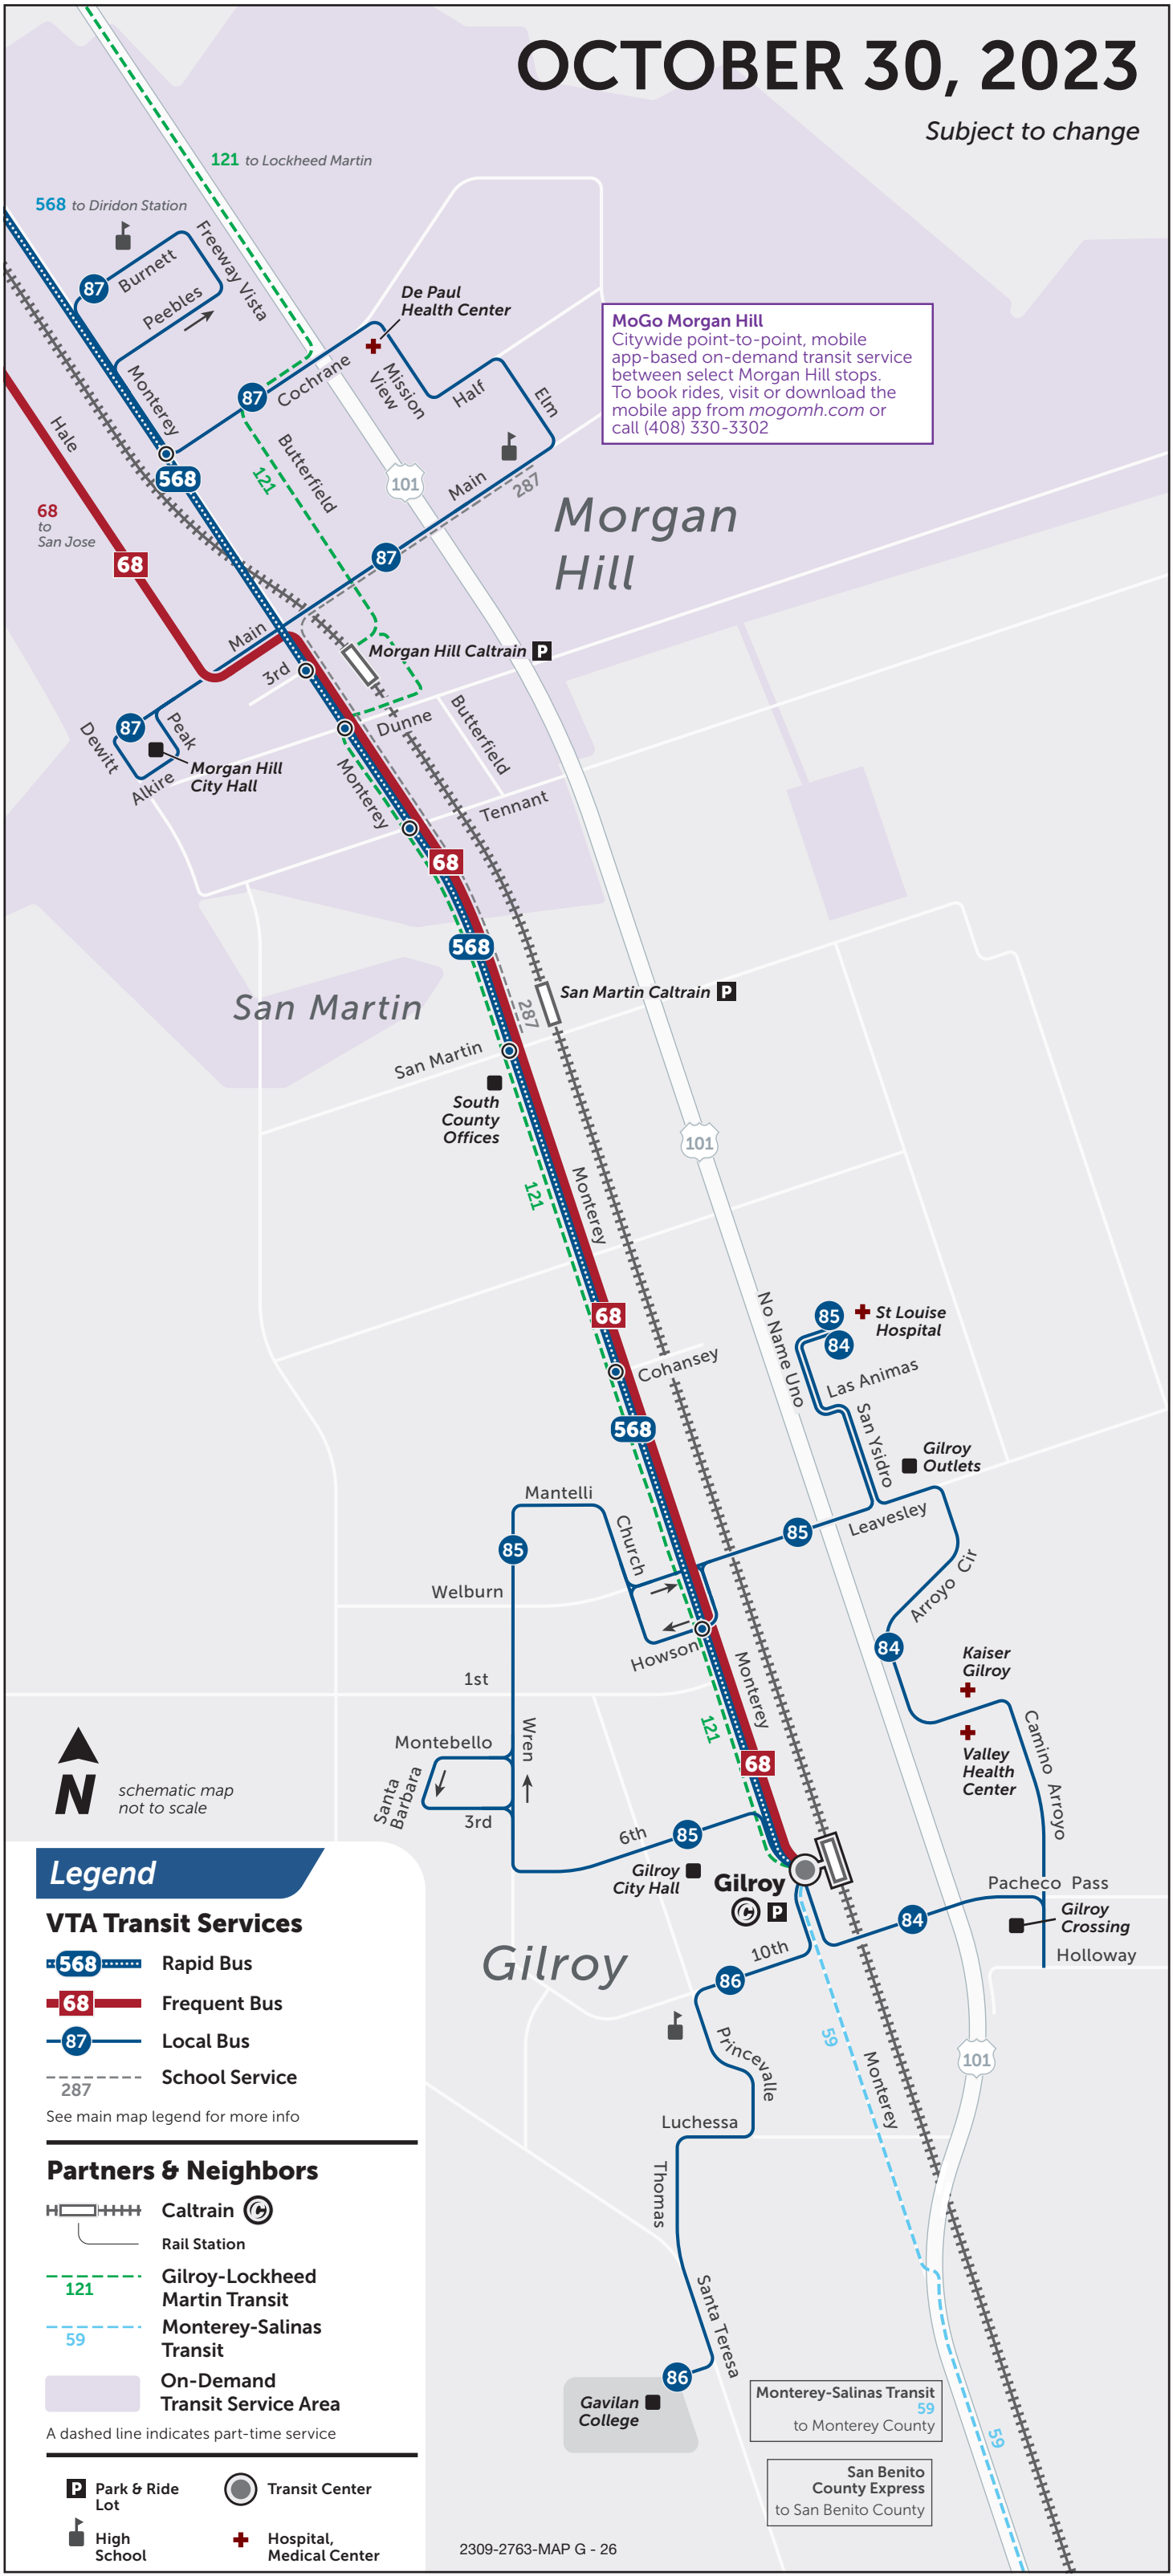 OCTOBER 30, 2023
Subject to change
121 to Lockheed Martin
568 to Diridon Station
Freeway Vista
87
Burnett
Peebles
De Paul
Health Center
MoGo Morgan Hill
Citywide point-to-point, mobile
app-based on-demand transit service
between select Morgan Hill stops.
To book rides, visit or download the
mobile app from mogomh.com or
call (408) 330-3302
Monterey
87
Cochrane
Mission
View
Half
Elm
Hale
568
121
Butterfield
101
Main
287
68
to
San Jose
68
Morgan
Hill
87
Main
3rd
Morgan Hill Caltrain P
87
Peak
Dewitt
Alkire
Morgan Hill
City Hall
Dunne
Butterfield
Monterey
Tennant
68
568
San Martin
San Martin Caltrain P
287
San Martin
South
County
Offices
101
121
Monterey
68
No Name Uno
85
84
St Louise
Hospital
Cohansey
Las Animas
568
San Ysidro
Gilroy
Outlets
Mantelli
Church
85
85
Leavesley
Welburn
Arroyo Cir
Howson
84
Kaiser
Gilroy
1st
Monterey
121
Wren
Montebello
Santa
Barbara
3rd
68
Valley
Health
Center
Camino Arroyo
N
schematic map
not to scale
6th
85
Gilroy
City Hall
Gilroy
C P
Pacheco Pass
Gilroy
Crossing
84
Holloway
Gilroy
10th
86
Princevalle
59
Monterey
101
Luchessa
Thomas
Santa Teresa
86
Gavilan
College
Monterey-Salinas Transit
59
to Monterey County
59
San Benito
County Express
to San Benito County
Legend
VTA Transit Services
568 Rapid Bus
68 Frequent Bus
87 Local Bus
287 School Service
See main map legend for more info
Partners & Neighbors
Caltrain C
Rail Station
121
Gilroy-Lockheed
Martin Transit
59
Monterey-Salinas
Transit
On-Demand
Transit Service Area
A dashed line indicates part-time service
P Park & Ride
Lot
Transit Center
High
School
Hospital,
Medical Center
2309-2763-MAP G - 26